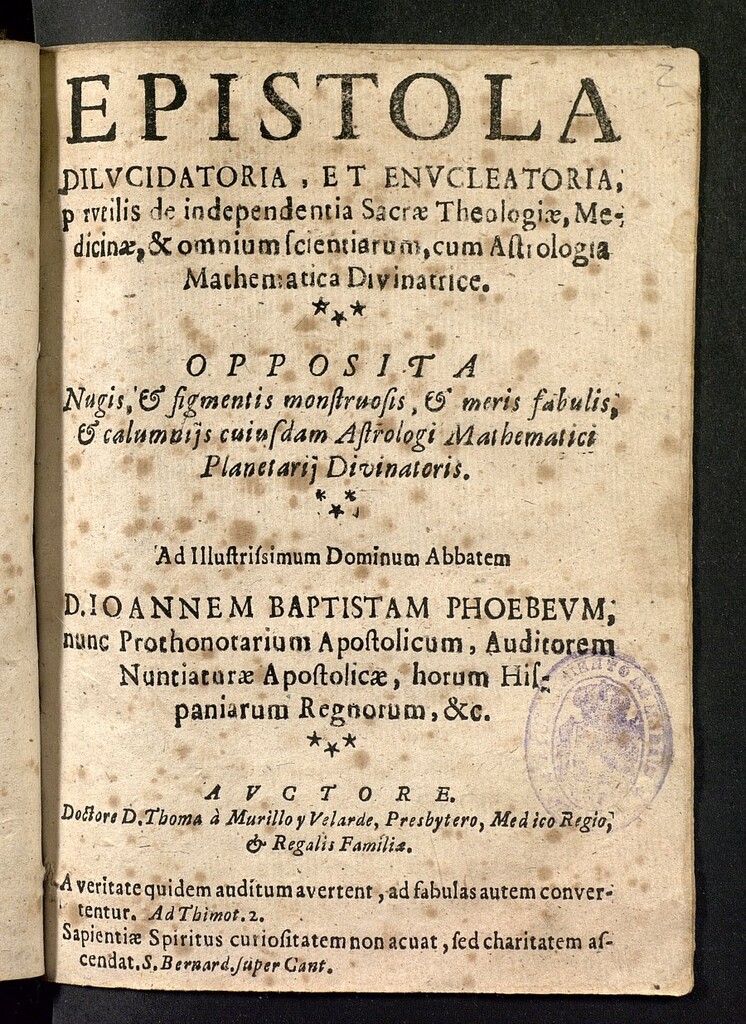 2
EPISTOLA
DILVCIDATORIA, ET ENVCLEATORIA,
p rvtilis de independentia Sacræ Theologiæ, Me-
dicinæ, & omnium ſcientiarum, cum Aſtrologia
Mathematica Divinatrice.
OPPOSITA
Nugis, & figmentis monſtruoſis, & meris fabulis,
& calumnijs cuiuſdam Aſtrologi Mathematici
Planetarij Divinatoris.
Ad Illuſtriſsimum Dominum Abbatem
D. IOANNEM BAPTISTAM PHOEBEVM,
nunc Prothonotarium Apoſtolicum, Auditorem
Nuntiaturæ Apoſtolicæ, horum Hiſ-
paniarum Regnorum, &c.
AVCTORE.
Doctore D. Thoma à Murillo y Velarde, Presbytero, Medico Regio,
& Regalis Familiæ.
A veritate quidem auditum avertent, ad fabulas autem conver-
tentur. Ad Thimot. 2.
Sapientiæ Spiritus curioſitatem non acuat, ſed charitatem aſ-
cendat. S. Bernard. ſuper Cant.